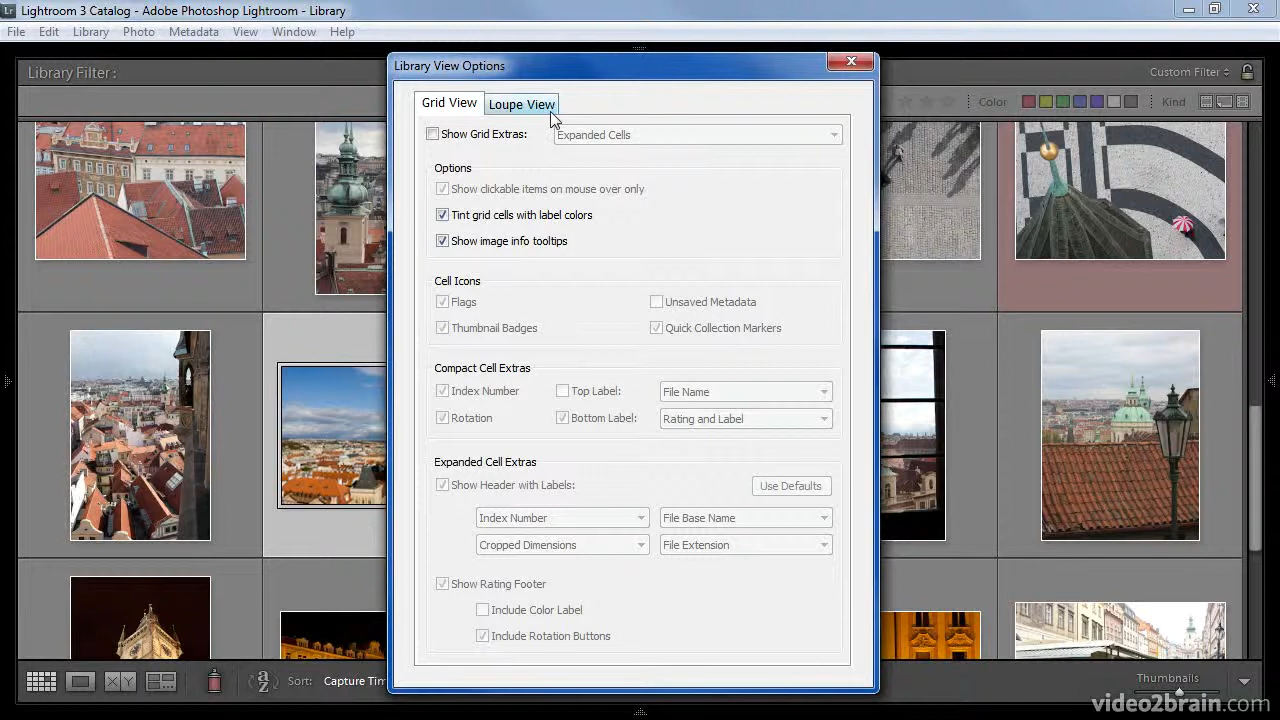 Lr Lightroom 3 Catalog - Adobe Photoshop Lightroom - Library
File Edit Library Photo Metadata View Window Help
Library View Options
Library Filter :
Custom Filter
Grid View Loupe View
Color Kind
Show Grid Extras: Expanded Cells
Options
Show clickable items on mouse over only
Tint grid cells with label colors
Show image info tooltips
Cell Icons
Flags Unsaved Metadata
Thumbnail Badges Quick Collection Markers
Compact Cell Extras
Index Number Top Label: File Name
Rotation Bottom Label: Rating and Label
Expanded Cell Extras
Show Header with Labels: Use Defaults
Index Number File Base Name
Cropped Dimensions File Extension
Show Rating Footer
Include Color Label
Include Rotation Buttons
XY Sort: Capture Tim Thumbnails
video2brain.com